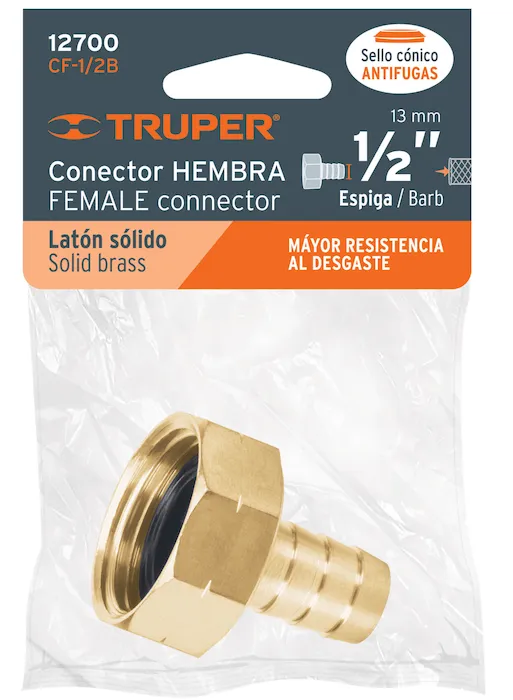 12700
CF-1/2B
Sello cónico
ANTIFUGAS
TRUPER®
Conector HEMBRA
FEMALE connector
13 mm
1/2"
Espiga / Barb
Latón sólido
Solid brass
MÁYOR RESISTENCIA
AL DESGASTE